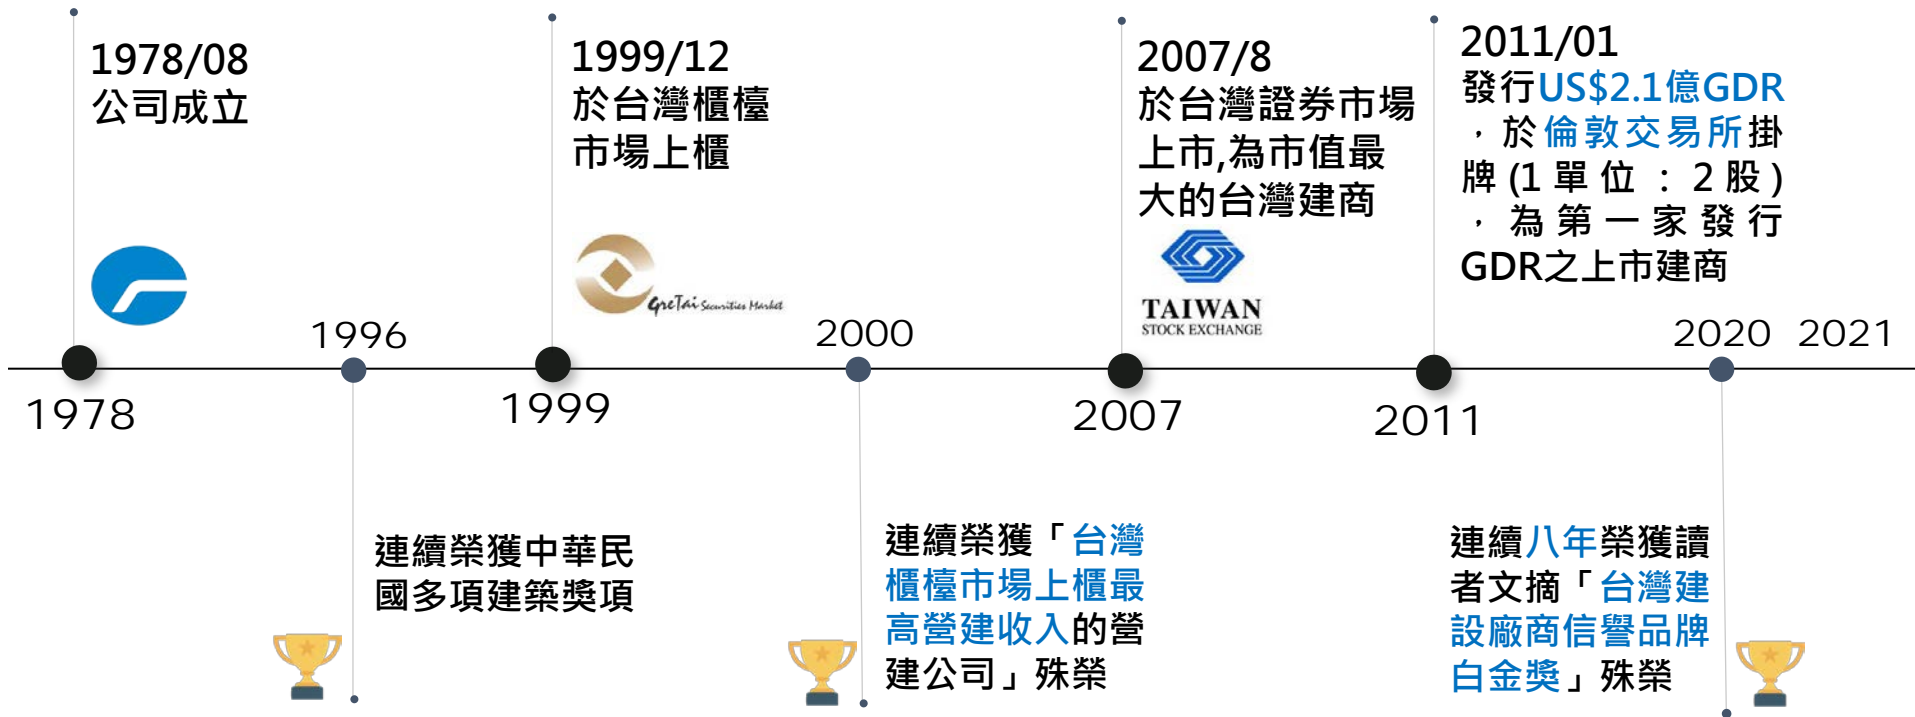 1978/08
公司成立
1999/12
於台灣櫃檯
市場上櫃
2007/8
於台灣證券市場
上市,為市值最
大的台灣建商
2011/01
發行US$2.1億GDR
，於倫敦交易所掛
牌(1單位：2股)
，為第一家發行
GDR之上市建商
GreTai Securities Market
TAIWAN
STOCK EXCHANGE
1996
2000
2020 2021
1978
1999
2007
2011
連續榮獲中華民
國多項建築獎項
連續榮獲「台灣
櫃檯市場上櫃最
高營建收入的營
建公司」殊榮
連續八年榮獲讀
者文摘「台灣建
設廠商信譽品牌
白金獎」殊榮